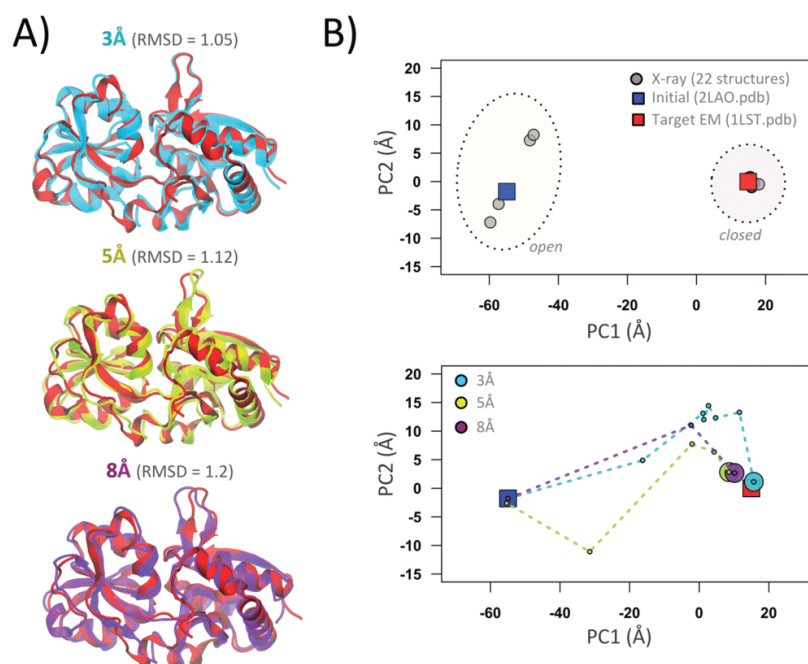 A)
3Å (RMSD = 1.05)
5Å (RMSD = 1.12)
8Å (RMSD = 1.2)
B)
PC2 (Å)
20
15
10
5
0
-5
-10
-15
X-ray (22 structures)
Initial (2LAO.pdb)
Target EM (1LST.pdb)
open
closed
-60
-40
-20
0
20
PC1 (Å)
PC2 (Å)
20
15
10
5
0
-5
-10
-15
3Å
5Å
8Å
-60
-40
-20
0
20
PC1 (Å)